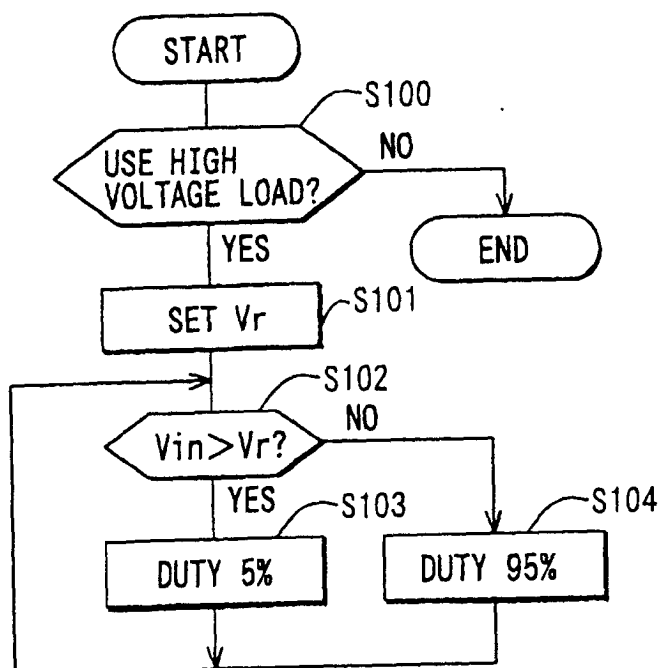 START
S100
USE HIGH
VOLTAGE LOAD?
NO
YES
END
SET Vr
S101
S102
Vin>Vr?
NO
YES
S103
S104
DUTY 5%
DUTY 95%